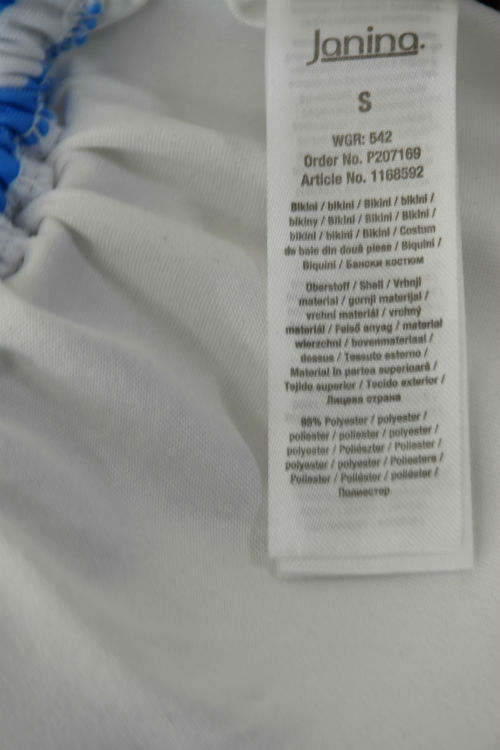 Janina.
S
WGR: 542
Order No. P207169
Article No. 1168592
Bikini / bikini / Bikini / bikini /
bikiny / Bikini / Bikini / Bikini /
bikini / bikini / Bikini / Costum
de baie din două piese / Biquini /
Biquini / Бански костюм
Oberstoff / Shell / Vrhnji
material / gornji materijal /
vrchní materiál / vrchný
materiál / Felső anyag / materiał
wierzchni / bovenmateriaal /
dessus / Tessuto esterno /
Material în partea superioară /
Tejido superior / Tecido exterior /
Лицева страна
85% Polyester / polyester /
poliester / poliester / polyester /
polyester / Poliészter / Poliester /
polyester / polyester / Poliestere /
Poliester / Poliéster / poliéster /
Полиестер